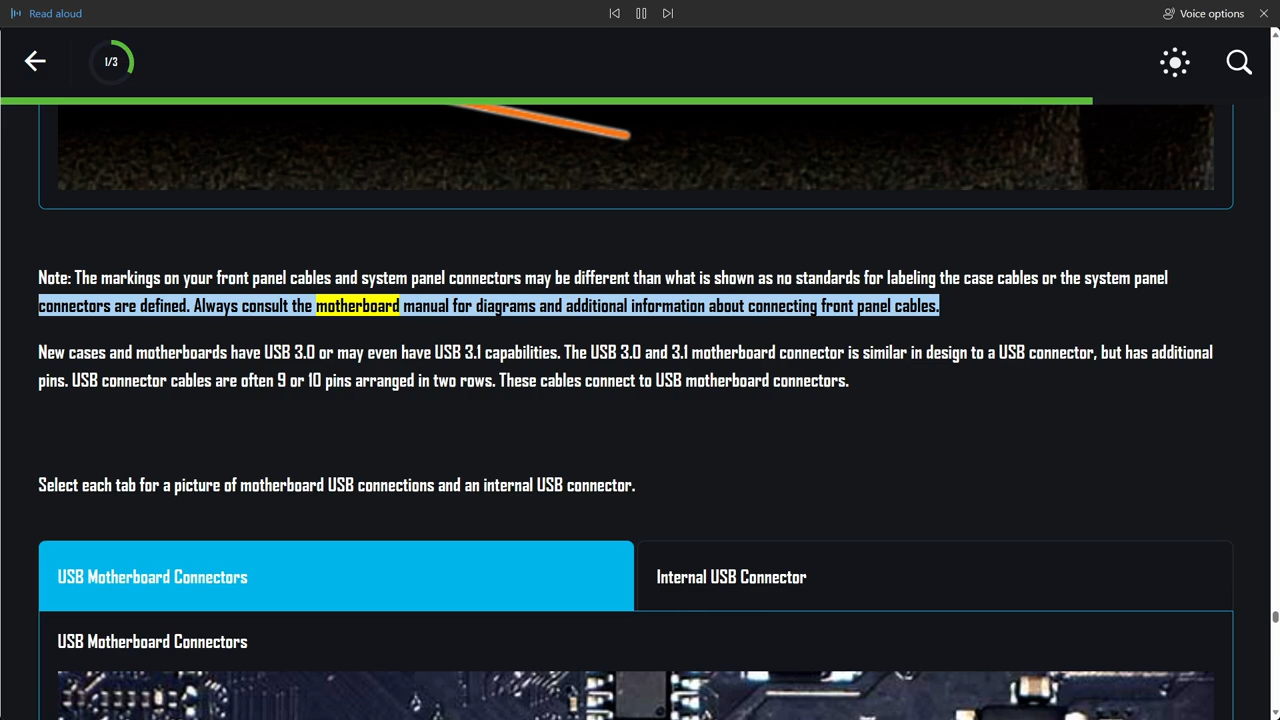 Read aloud
Voice options
1/3
Note: The markings on your front panel cables and system panel connectors may be different than what is shown as no standards for labeling the case cables or the system panel
connectors are defined. Always consult the motherboard manual for diagrams and additional information about connecting front panel cables.
New cases and motherboards have USB 3.0 or may even have USB 3.1 capabilities. The USB 3.0 and 3.1 motherboard connector is similar in design to a USB connector, but has additional
pins. USB connector cables are often 9 or 10 pins arranged in two rows. These cables connect to USB motherboard connectors.
Select each tab for a picture of motherboard USB connections and an internal USB connector.
USB Motherboard Connectors
Internal USB Connector
USB Motherboard Connectors